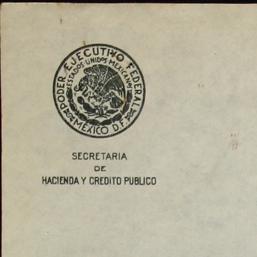 PODER EJECUTIVO FEDERAL
ESTADOS UNIDOS MEXICANOS
MEXICO D.F.
SECRETARIA
DE
HACIENDA Y CREDITO PUBLICO